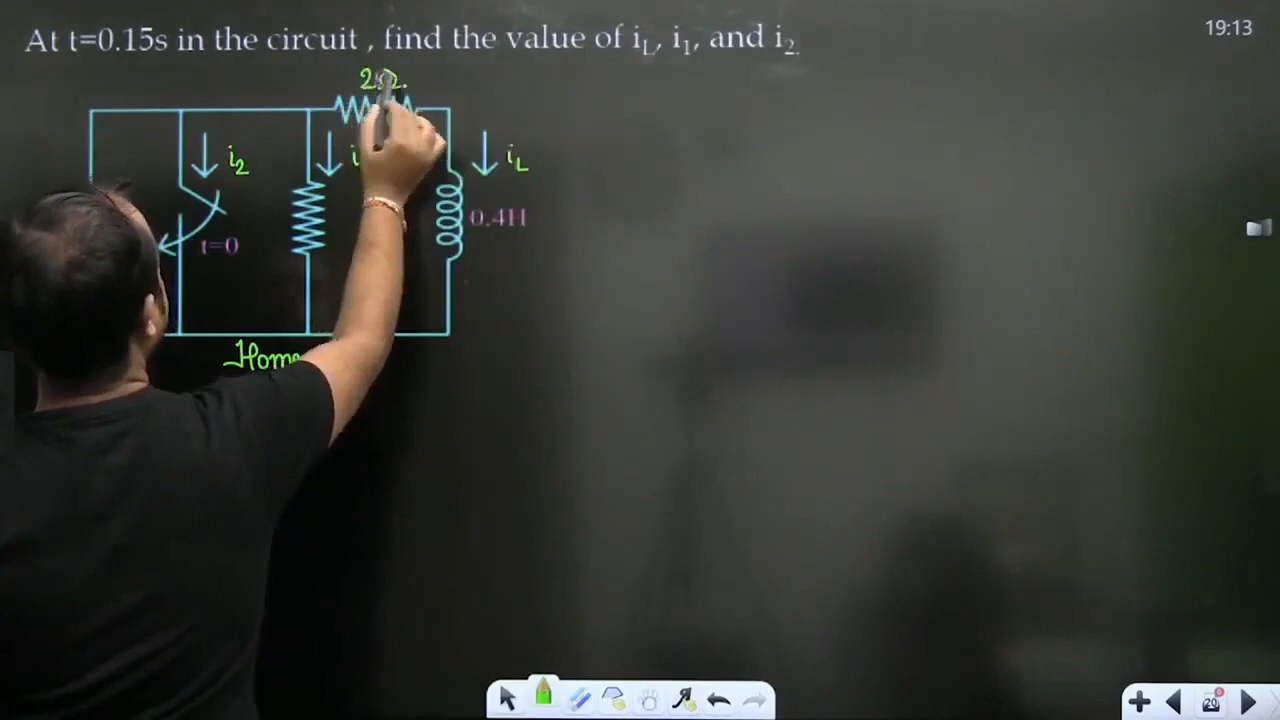 At t=0.15s in the circuit , find the value of iL, i1, and i2.
19:13
2Ω.
i2
iL
0.4H
t=0
20